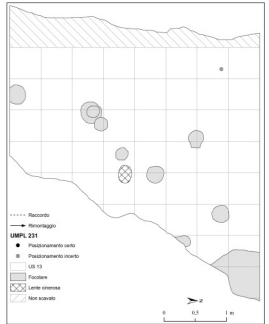 Raccordo
Rimontaggio
UMPL 231
Posizionamento certo
Posizionamento incerto
US 13
Focolare
Lente cinerosa
Non scavato
Z
0 0,5 1 m